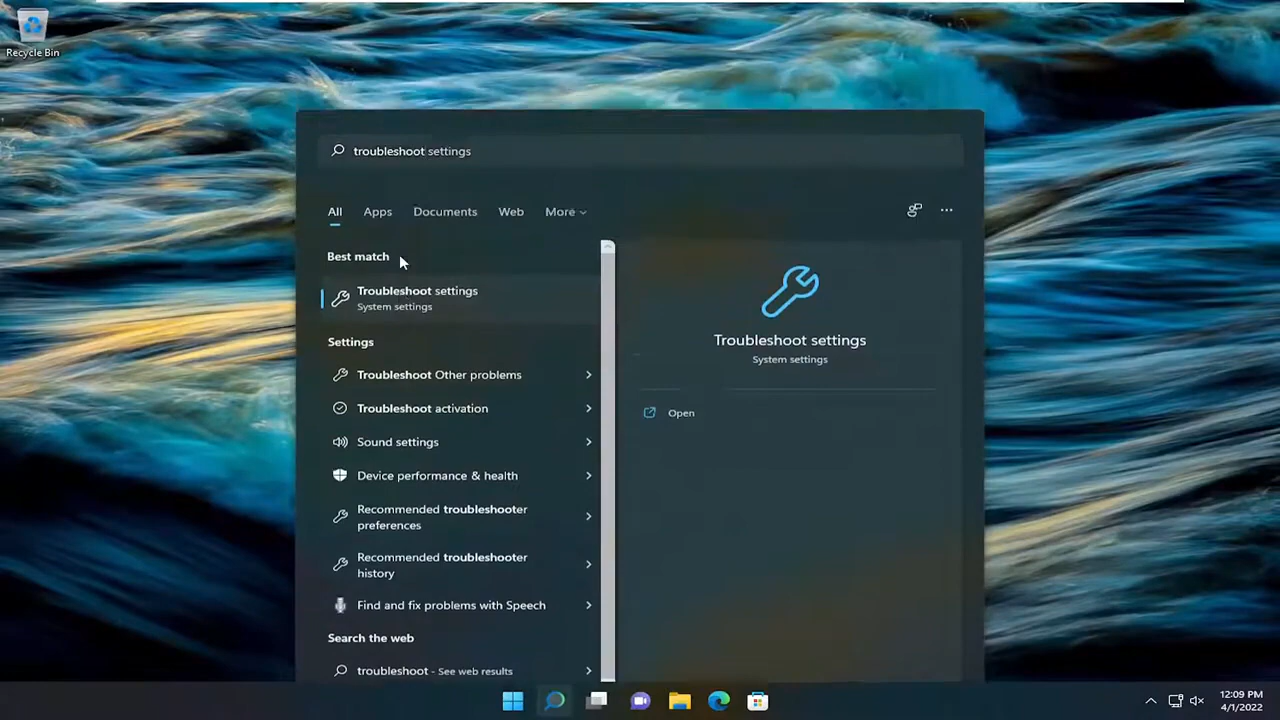 Recycle Bin
troubleshoot settings
All Apps Documents Web More
Best match
Troubleshoot settings
System settings
Settings
Troubleshoot Other problems
Troubleshoot activation
Sound settings
Device performance & health
Recommended troubleshooter
preferences
Recommended troubleshooter
history
Find and fix problems with Speech
Search the web
troubleshoot - See web results
Troubleshoot settings
System settings
Open
12:09 PM
4/1/2022